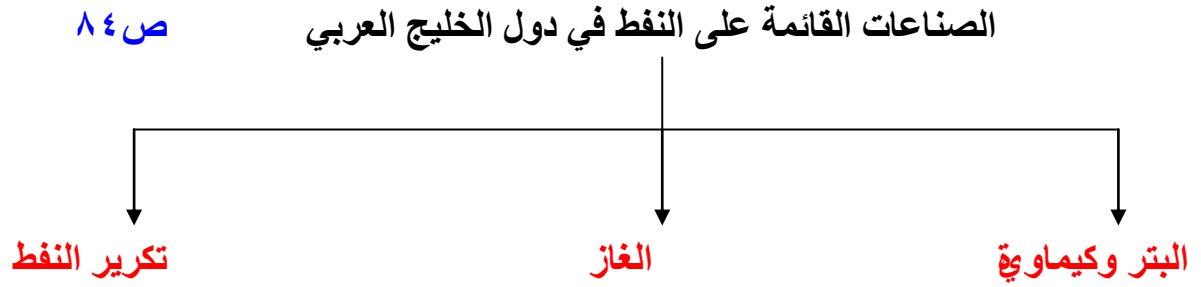 الصناعات القائمة على النفط في دول الخليج العربي ص٨٤
البتر وكيماوية الغاز تكرير النفط